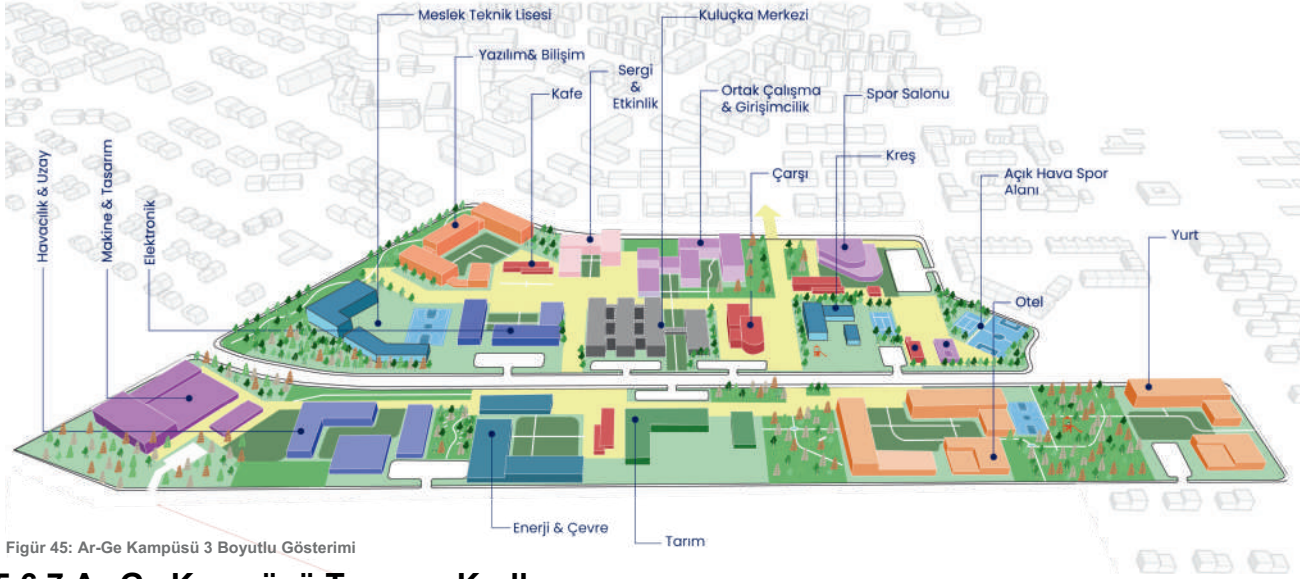 Meslek Teknik Lisesi
Kuluçka Merkezi
Yazılım& Bilişim
Sergi
&
Etkinlik
Kafe
Ortak Çalışma
& Girişimcilik
Spor Salonu
Kreş
Çarşı
Açık Hava Spor
Alanı
Havacılık & Uzay
Makine & Tasarım
Elektronik
Yurt
Otel
Enerji & Çevre
Tarım
Figür 45: Ar-Ge Kampüsü 3 Boyutlu Gösterimi